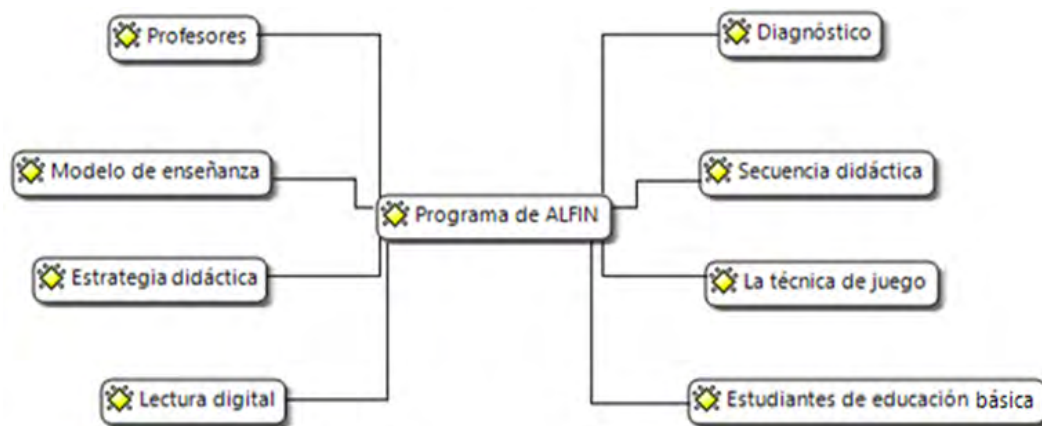 Profesores
Diagnóstico
Modelo de enseñanza
Secuencia didáctica
Programa de ALFIN
Estrategia didáctica
La técnica de juego
Lectura digital
Estudiantes de educación básica